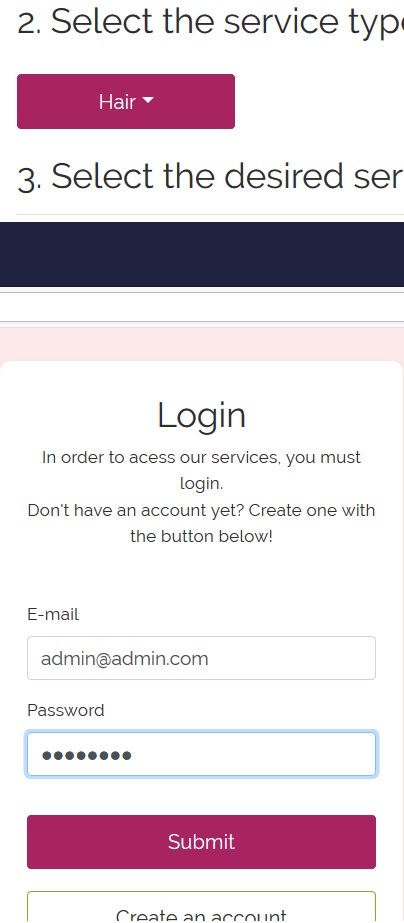 2. Select the service typ
Hair
3. Select the desired ser
Login
In order to acess our services, you must
login.
Don't have an account yet? Create one with
the button below!
E-mail
admin@admin.com
Password
••••••••
Submit
Create an account